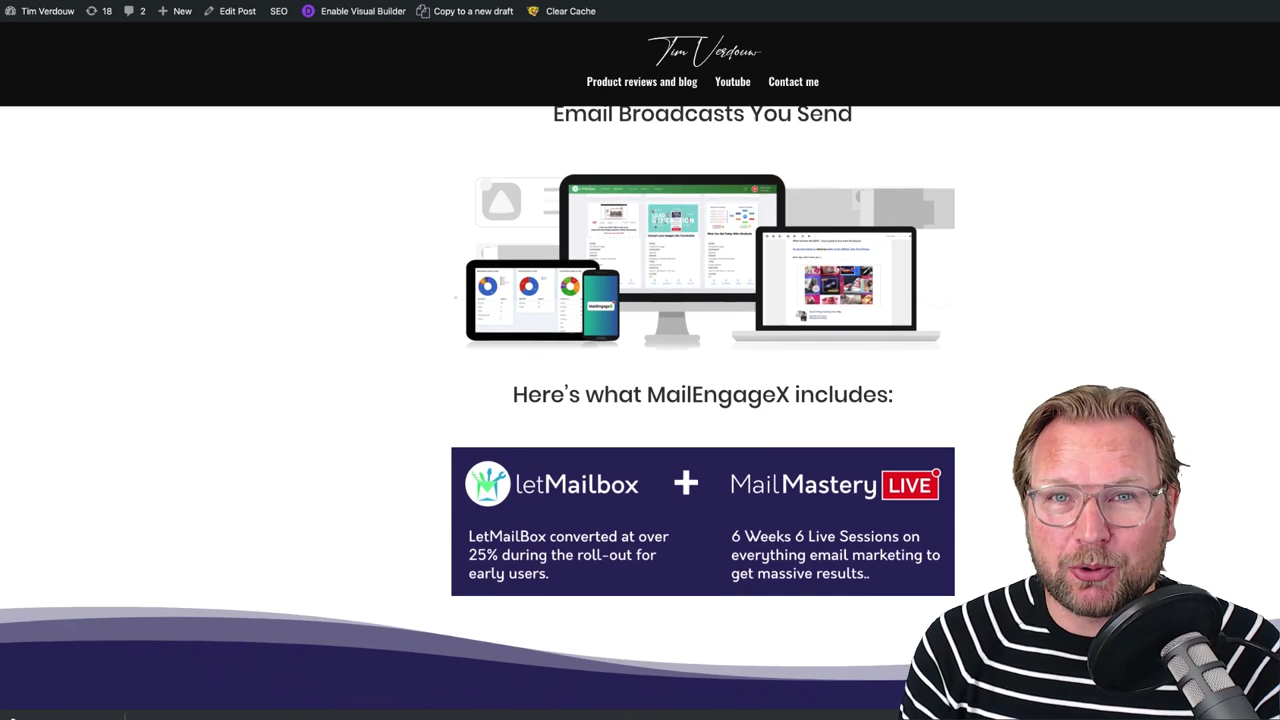 Tim Verdouw 18 2 New Edit Post SEO Enable Visual Builder Copy to a new draft Clear Cache
Tim Verdouw
Product reviews and blog Youtube Contact me
Email Broadcasts You Send
MailEngageX
Here’s what MailEngageX includes:
letMailbox + MailMastery LIVE
LetMailBox converted at over
25% during the roll-out for
early users.
6 Weeks 6 Live Sessions on
everything email marketing to
get massive results..